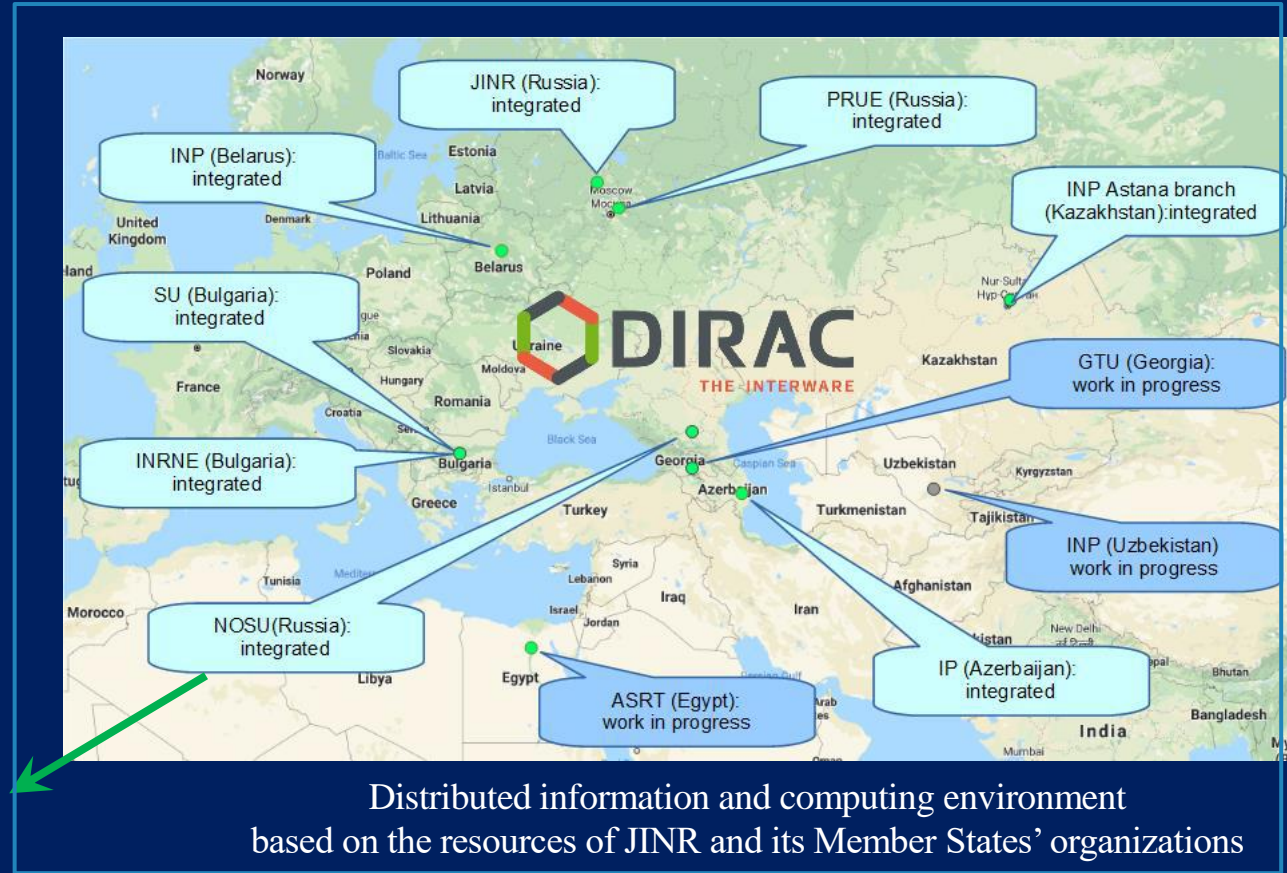 Norway
JINR (Russia):
integrated
PRUE (Russia):
integrated
INP (Belarus):
integrated
Baltic Sea
Estonia
Latvia
Moscow
INP Astana branch
(Kazakhstan):integrated
United
Kingdom
Denmark
Lithuania
Belarus
Poland
SU (Bulgaria):
integrated
Slovakia
Ukraine
DIRAC
THE INTERWARE
Moldova
Kazakhstan
GTU (Georgia):
work in progress
France
Hungary
Croatia
Romania
INRNE (Bulgaria):
integrated
Bulgaria
Black Sea
Georgia
Caspian Sea
Uzbekistan
Kyrgyzstan
Istanbul
Greece
Turkey
Azerbaijan
Turkmenistan
Tajikistan
INP (Uzbekistan)
work in progress
Syria
Lebanon
Tunisia
Afghanistan
Morocco
Iraq
Iran
Israel
Jordan
New Delhi
NOSU(Russia):
integrated
IP (Azerbaijan):
integrated
Bhutan
Libya
Egypt
ASRT (Egypt):
work in progress
Bangladesh
India
Mumbai
Distributed information and computing environment
based on the resources of JINR and its Member States’ organizations